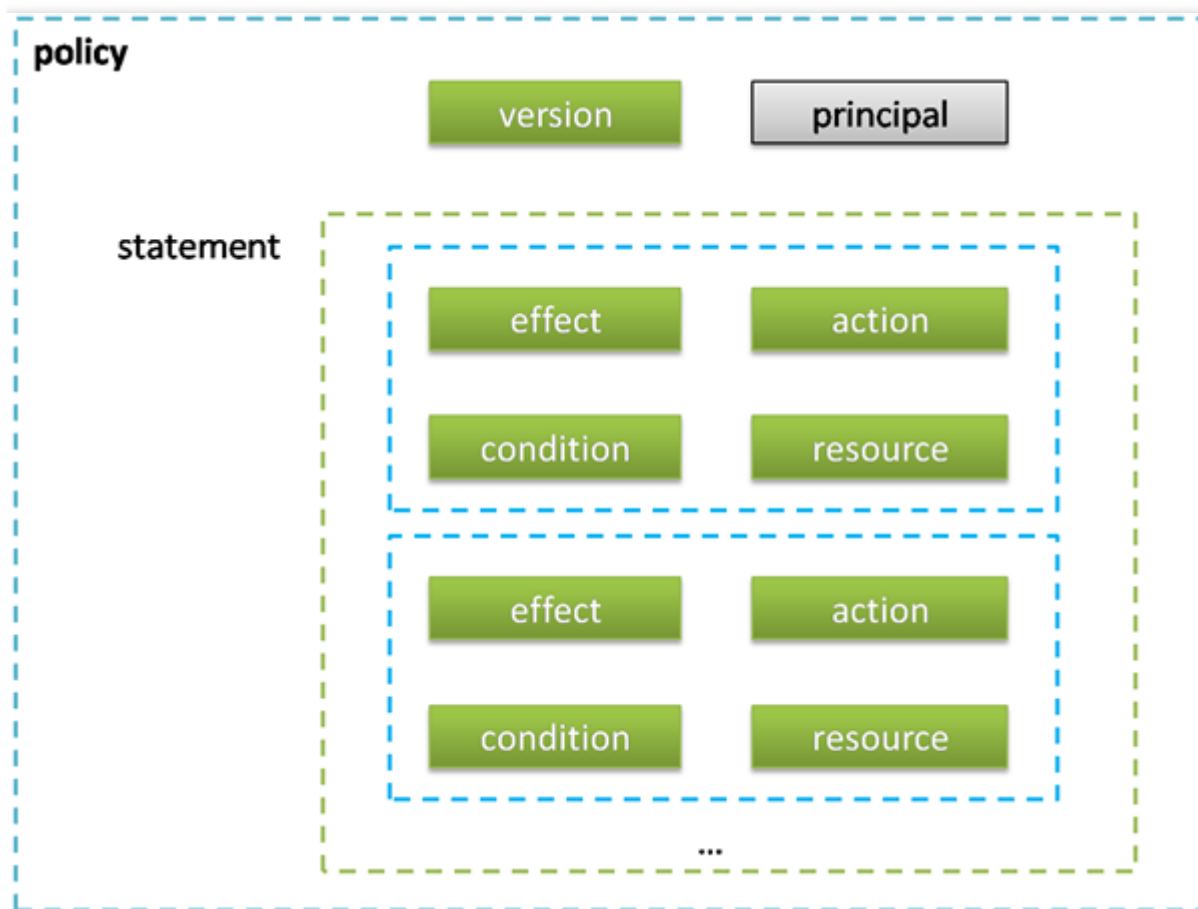 policy
version principal
statement
effect action
condition resource
effect action
condition resource
...